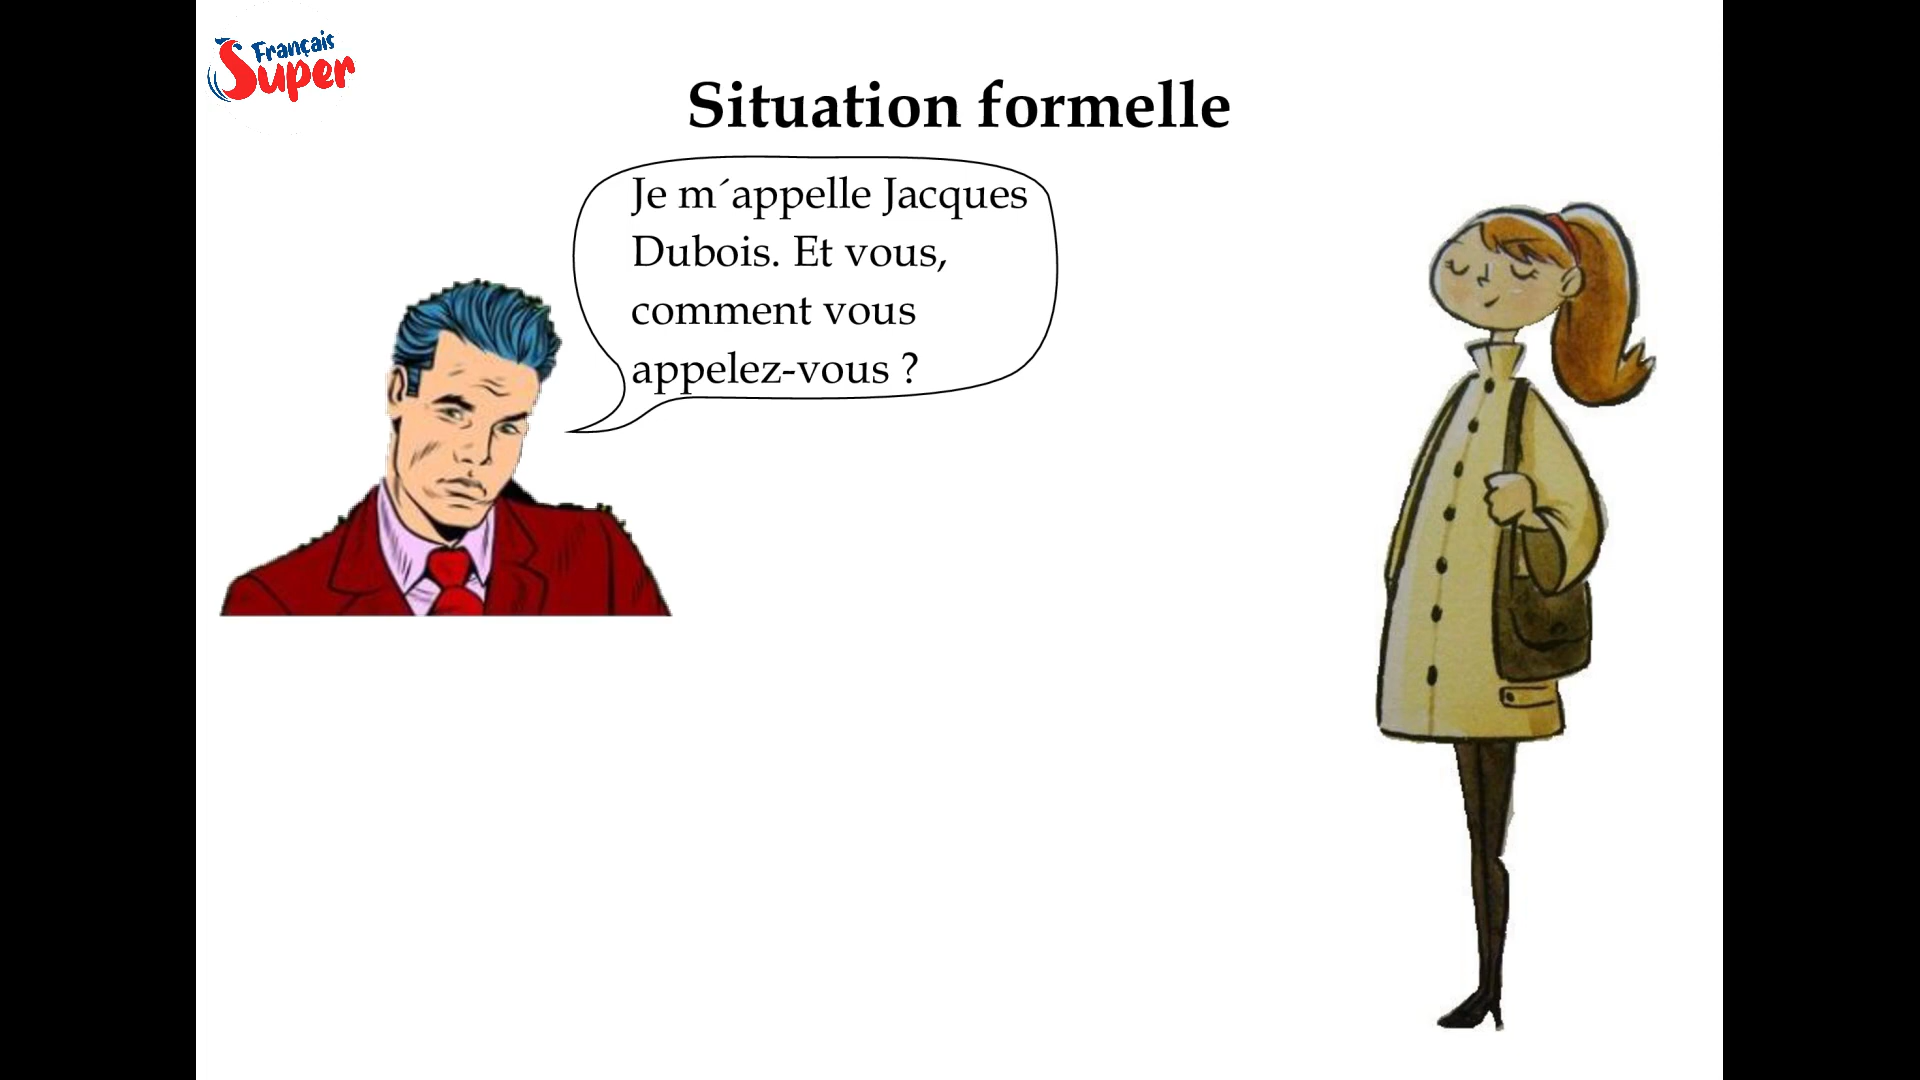 Français
Super
Situation formelle
Je m´appelle Jacques
Dubois. Et vous,
comment vous
appelez-vous ?